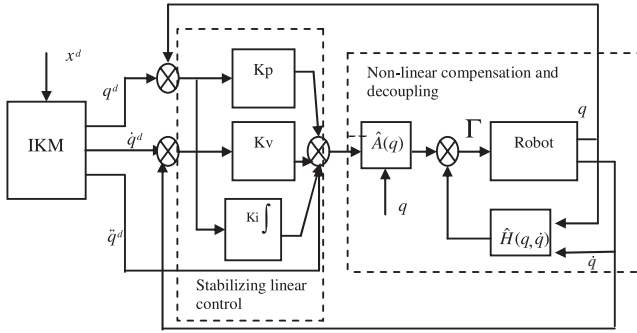 x^d
q^d
IKM
q̇^d
q̈^d
Kp
Kv
Ki ∫
Stabilizing linear
control
Non-linear compensation and
decoupling
Â(q)
q
Γ
Robot
q
Ĥ(q, q̇)
q̇